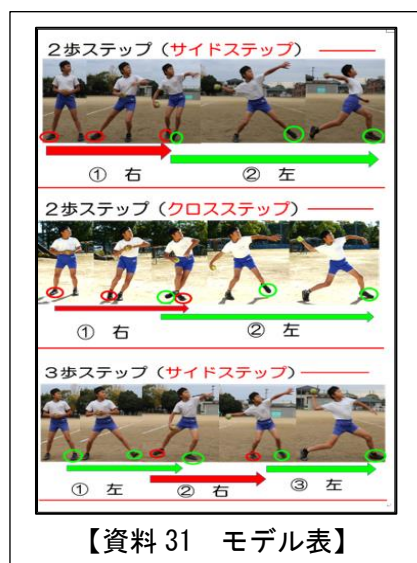 2歩ステップ（サイドステップ）
① 右 ② 左
2歩ステップ（クロスステップ）
① 右 ② 左
3歩ステップ（サイドステップ）
① 左 ② 右 ③ 左
【資料 31 モデル表】